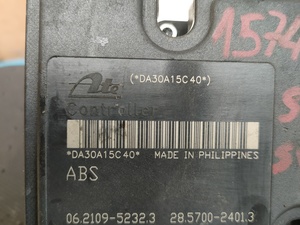 Ate (*DA30A15C40*)
1574
Controller
*DA30A15C40* MADE IN PHILIPPINES
ABS
06.2109-5232.3 28.5700-2401.3